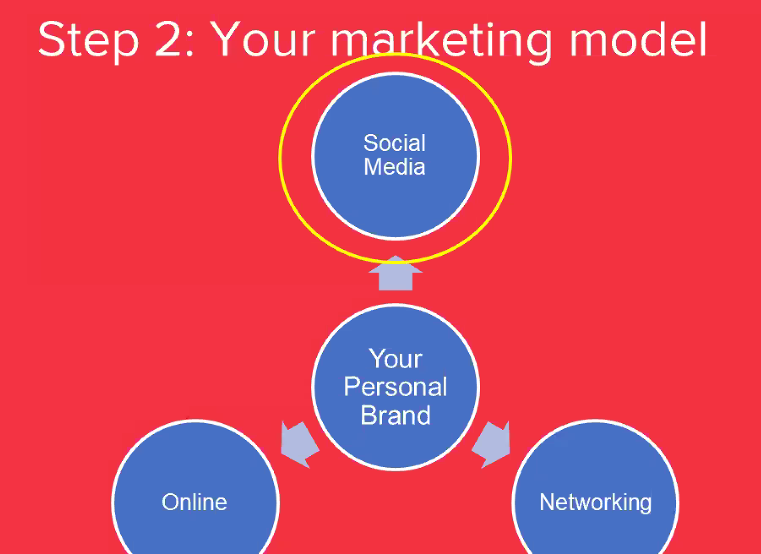 Step 2: Your marketing model
Social
Media
Your
Personal
Brand
Online
Networking